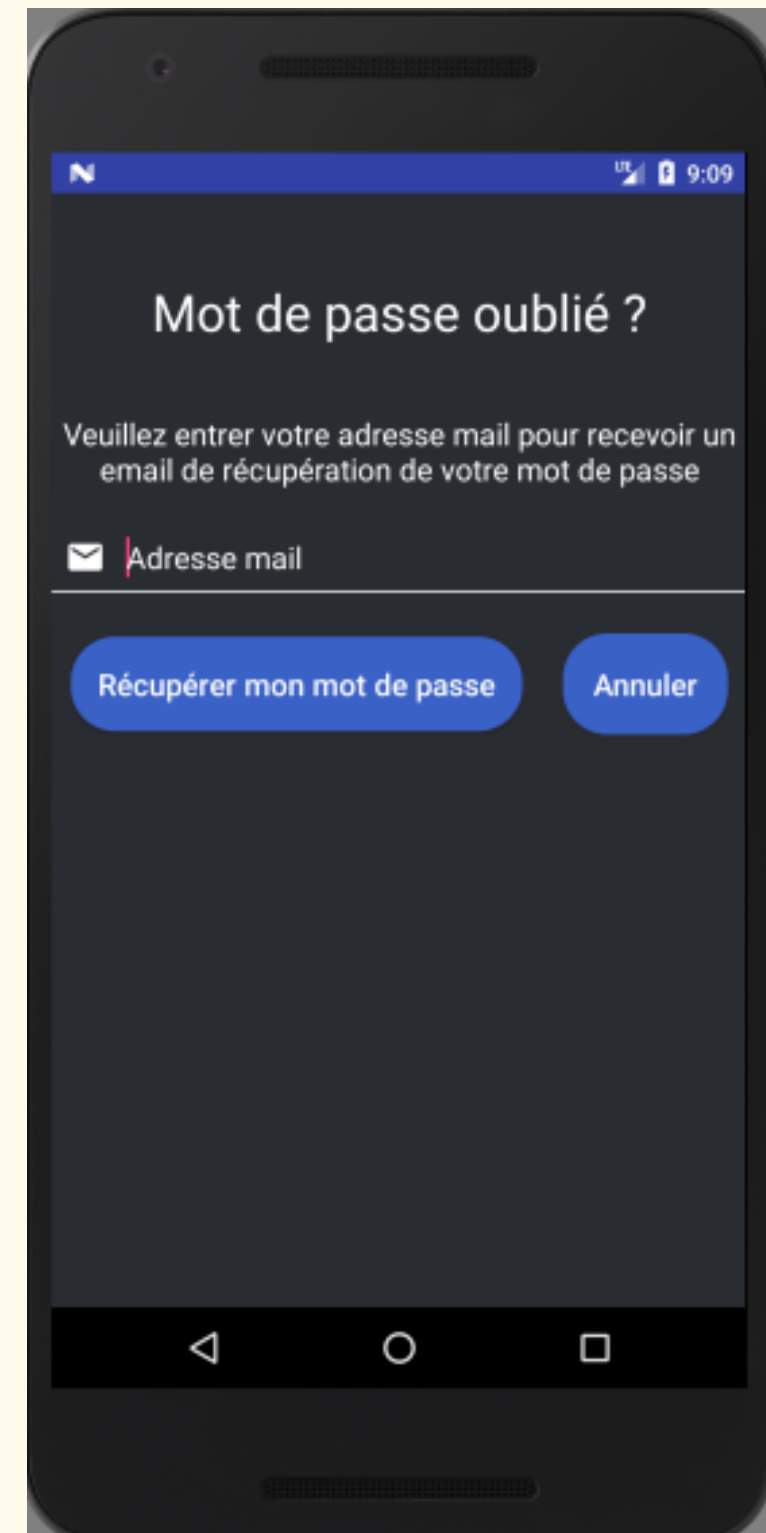 LTE 9:09
Mot de passe oublié ?
Veuillez entrer votre adresse mail pour recevoir un
email de récupération de votre mot de passe
Adresse mail
Récupérer mon mot de passe Annuler